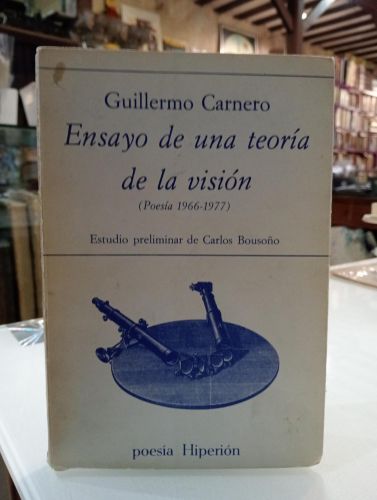 Guillermo Carnero
Ensayo de una teoría
de la visión
(Poesía 1966-1977)
Estudio preliminar de Carlos Bousoño
poesía Hiperión